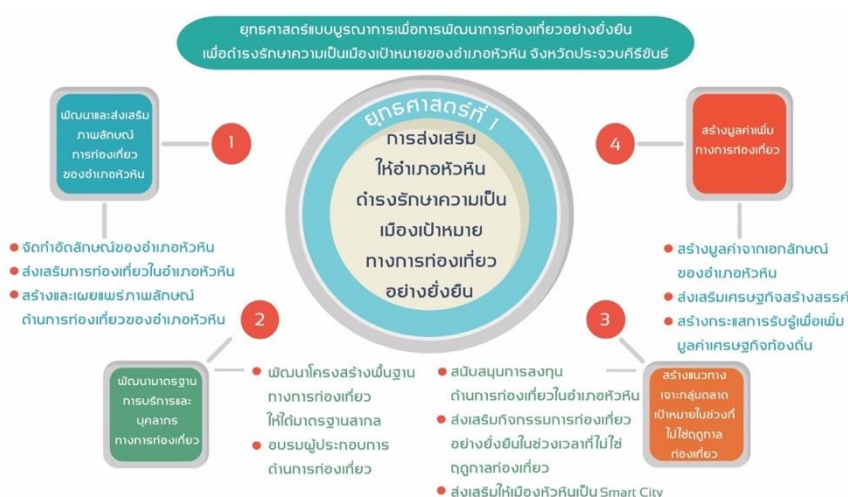 ยุทธศาสตร์แบบบูรณาการเพื่อการพัฒนาการท่องเที่ยวอย่างยั่งยืน
เพื่อดำรงรักษาความเป็นเมืองเป้าหมายของอำเภอหัวหิน จังหวัดประจวบคีรีขันธ์
ยุทธศาสตร์ที่ 1
การส่งเสริม
ให้อำเภอหัวหิน
ดำรงรักษาความเป็น
เมืองเป้าหมาย
ทางการท่องเที่ยว
อย่างยั่งยืน
พัฒนาและส่งเสริม
ภาพลักษณ์
การท่องเที่ยว
ของอำเภอหัวหิน
1
จัดทำอัตลักษณ์ของอำเภอหัวหิน
ส่งเสริมการท่องเที่ยวในอำเภอหัวหิน
สร้างและเผยแพร่ภาพลักษณ์
ด้านการท่องเที่ยวของอำเภอหัวหิน
2
พัฒนามาตรฐาน
การบริการและ
บุคลากร
ทางการท่องเที่ยว
พัฒนาโครงสร้างพื้นฐาน
ทางการท่องเที่ยว
ให้ได้มาตรฐานสากล
อบรมผู้ประกอบการ
ด้านการท่องเที่ยว
3
สร้างแนวทาง
เจาะกลุ่มตลาด
เป้าหมายในช่วงที่
ไม่ใช่ฤดูกาล
ท่องเที่ยว
สนับสนุนการลงทุน
ด้านการท่องเที่ยวในอำเภอหัวหิน
ส่งเสริมกิจกรรมการท่องเที่ยว
อย่างยั่งยืนในช่วงเวลาที่ไม่ใช่
ฤดูกาลท่องเที่ยว
ส่งเสริมให้เมืองหัวหินเป็น Smart City
4
สร้างมูลค่าเพิ่ม
ทางการท่องเที่ยว
สร้างมูลค่าจากเอกลักษณ์
ของอำเภอหัวหิน
ส่งเสริมเศรษฐกิจสร้างสรรค์
สร้างกระแสการรับรู้เพื่อเพิ่ม
มูลค่าเศรษฐกิจท้องถิ่น